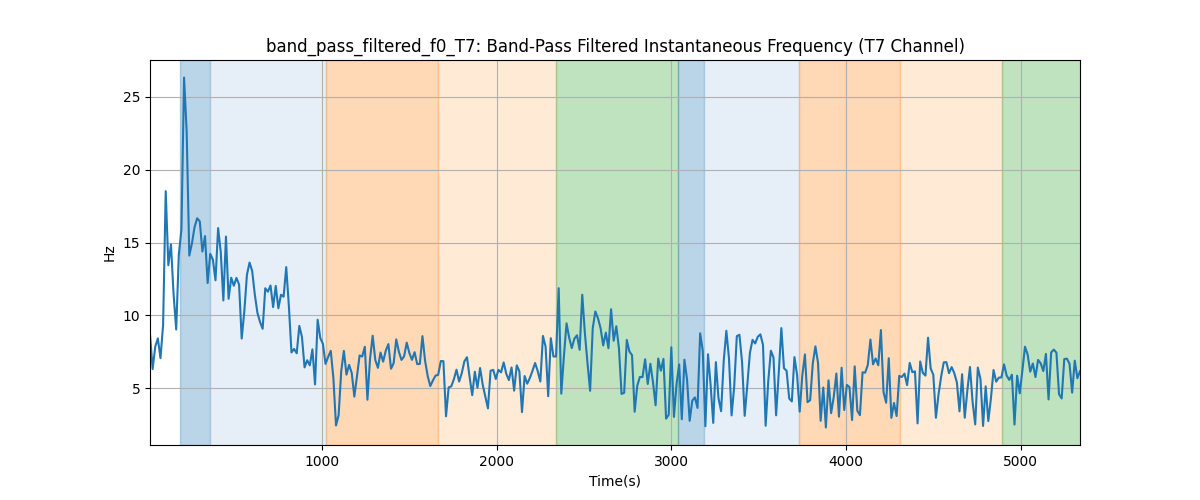 band_pass_filtered_f0_T7: Band-Pass Filtered Instantaneous Frequency (T7 Channel)
25
20
15
10
5
Hz
1000 2000 3000 4000 5000
Time(s)